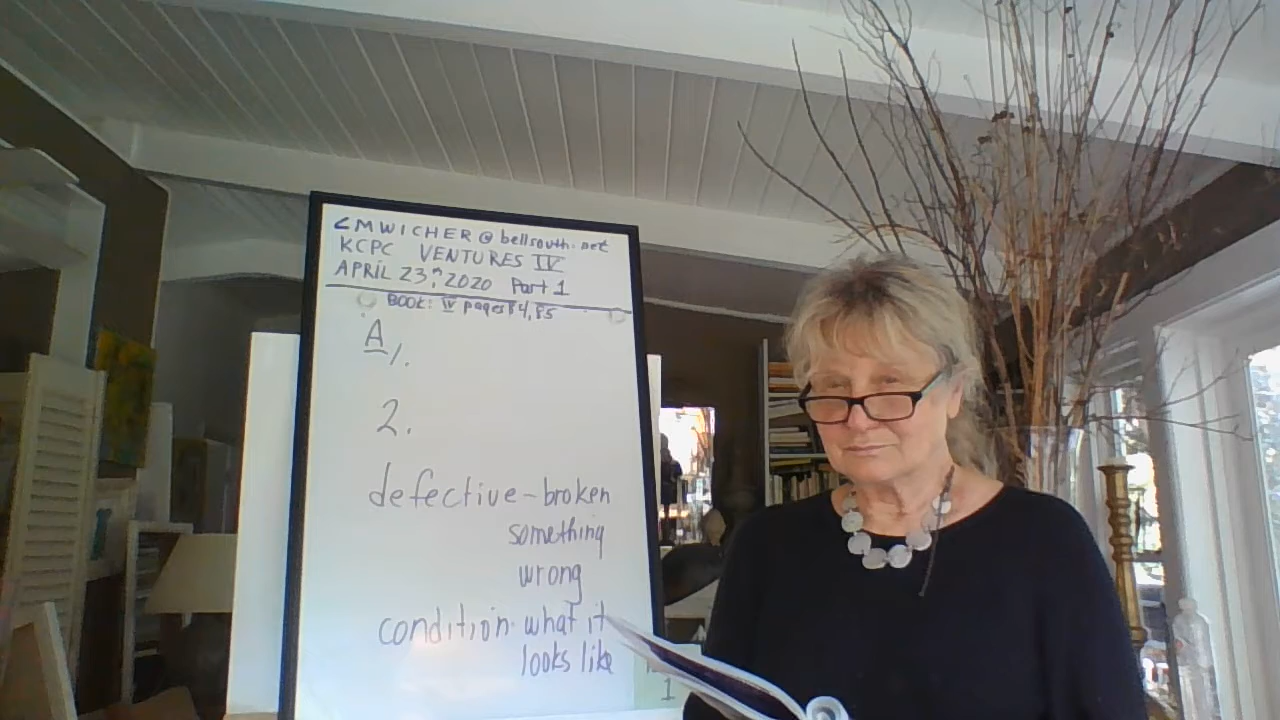 CMWICHER@bellsouth.net
KCPC VENTURES IV
APRIL 23rd, 2020 Part 1
BOOK: IV pages 84, 85
A 1.
2.
defective - broken
something
wrong
condition - what it
looks like
1